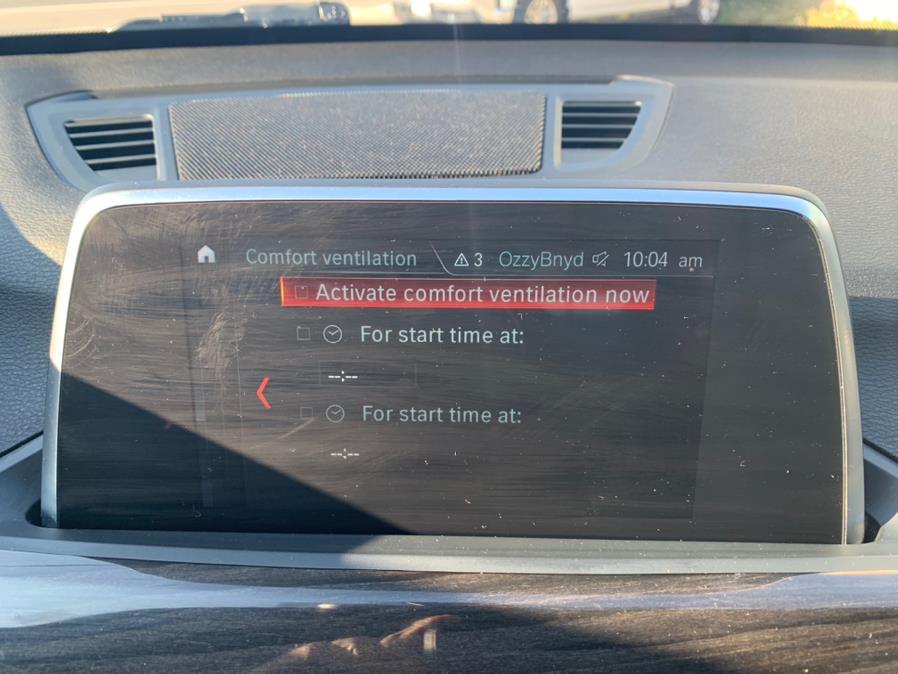 Comfort ventilation 3 OzzyBnyd 10:04 am
Activate comfort ventilation now
For start time at:
--:--
For start time at:
--:--